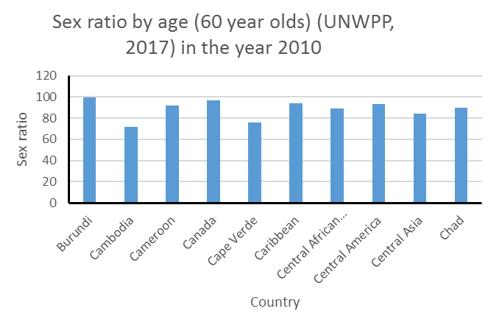 Sex ratio by age (60 year olds) (UNWPP,
2017) in the year 2010
120
100
80
60
40
20
0
Sex ratio
Burundi
Cambodia
Cameroon
Canada
Cape Verde
Caribbean
Central African...
Central America
Central Asia
Chad
Country